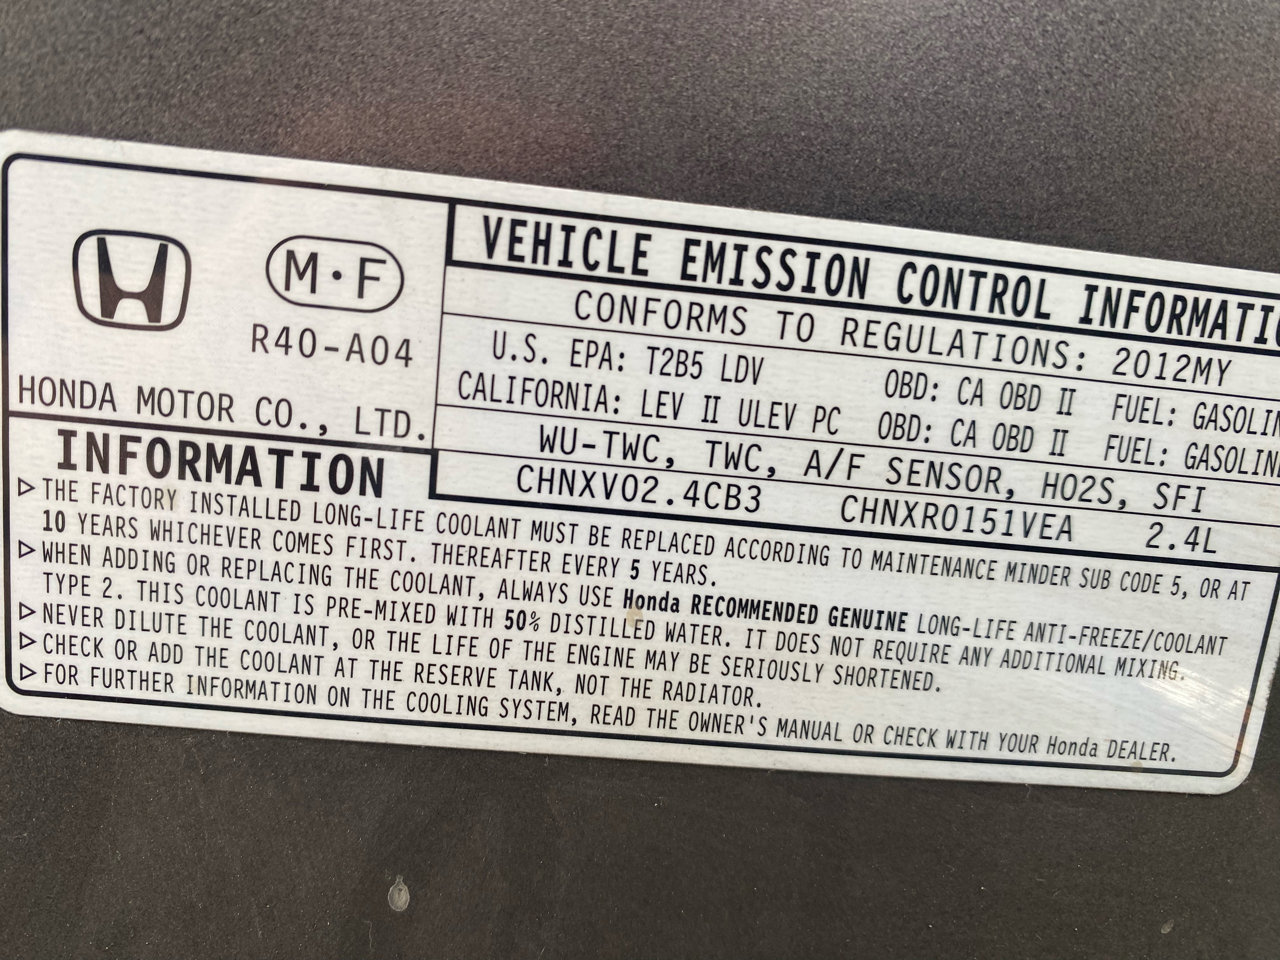 M·F
R40-A04
HONDA MOTOR CO., LTD.
VEHICLE EMISSION CONTROL
CONFORMS TO REGULATIONS: 2012MY
U.S. EPA: T2B5 LDV OBD: CA OBD II FUEL:
CALIFORNIA: LEV II ULEV PC OBD: CA OBD II FUEL:
WU-TWC, TWC, A/F SENSOR, HO2S, SFI
CHNXV02.4CB3 CHNXR0151VEA 2.4L
INFORMATION
▷THE FACTORY INSTALLED LONG-LIFE COOLANT MUST BE REPLACED ACCORDING TO MAINTENANCE MINDER SUB CODE 5, OR AT
10 YEARS WHICHEVER COMES FIRST. THEREAFTER EVERY 5 YEARS.
▷WHEN ADDING OR REPLACING THE COOLANT, ALWAYS USE Honda RECOMMENDED GENUINE LONG-LIFE ANTI-FREEZE/COOLANT
TYPE 2. THIS COOLANT IS PRE-MIXED WITH 50% DISTILLED WATER. IT DOES NOT REQUIRE ANY ADDITIONAL MIXING.
▷NEVER DILUTE THE COOLANT, OR THE LIFE OF THE ENGINE MAY BE SERIOUSLY SHORTENED.
▷CHECK OR ADD THE COOLANT AT THE RESERVE TANK, NOT THE RADIATOR.
▷FOR FURTHER INFORMATION ON THE COOLING SYSTEM, READ THE OWNER'S MANUAL OR CHECK WITH YOUR Honda DEALER.